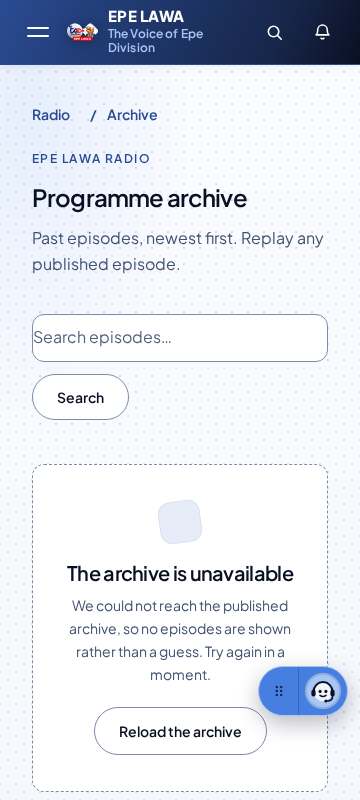 EPE LAWA
The Voice of Epe
Division
Radio / Archive
EPE LAWA RADIO
Programme archive
Past episodes, newest first. Replay any
published episode.
Search episodes...
Search
The archive is unavailable
We could not reach the published
archive, so no episodes are shown
rather than a guess. Try again in a
moment.
Reload the archive